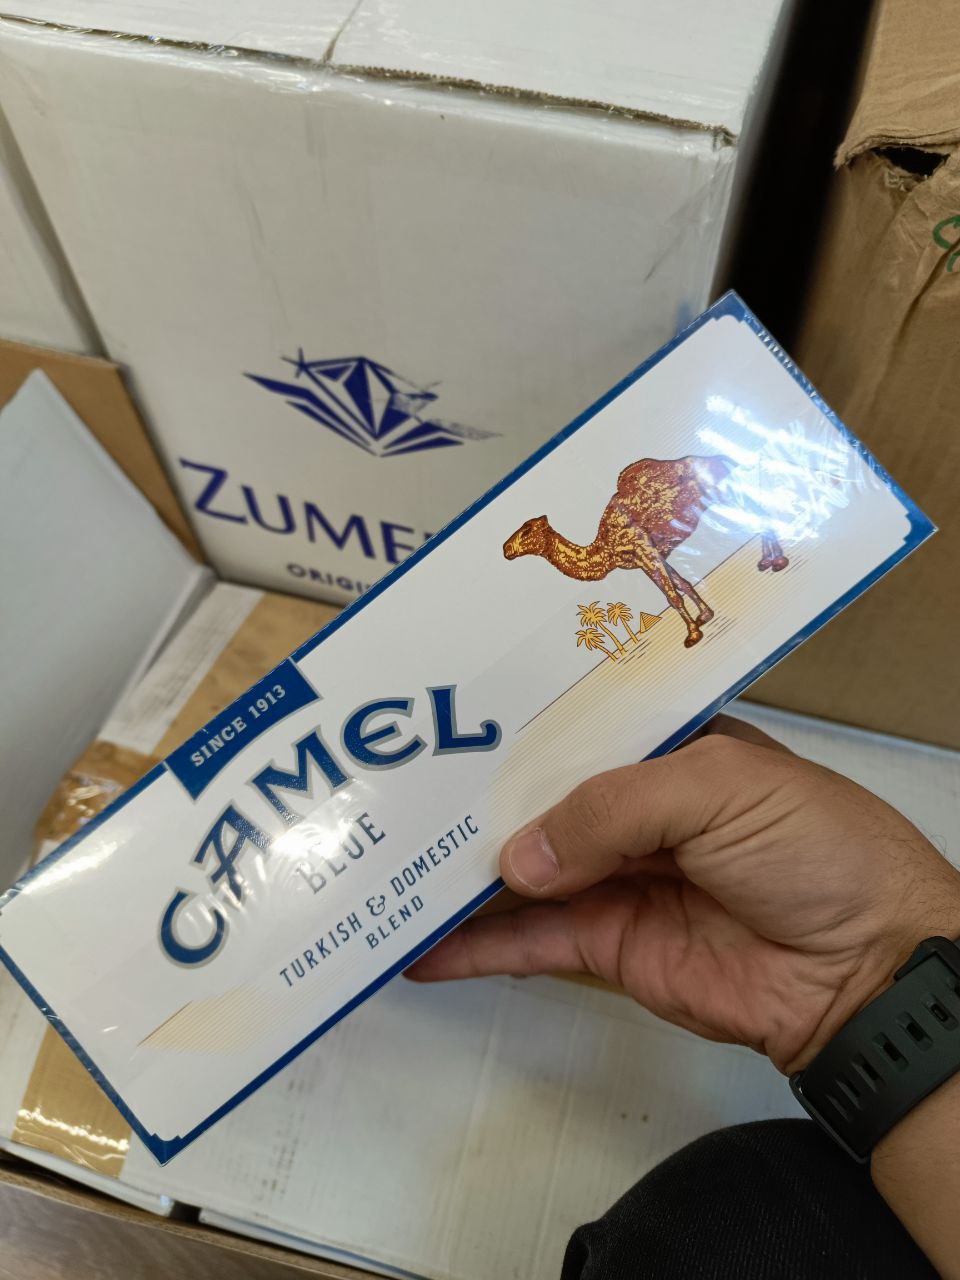 ZUME
ORIGI
SINCE 1913
CAMEL
BLUE
TURKISH & DOMESTIC
BLEND